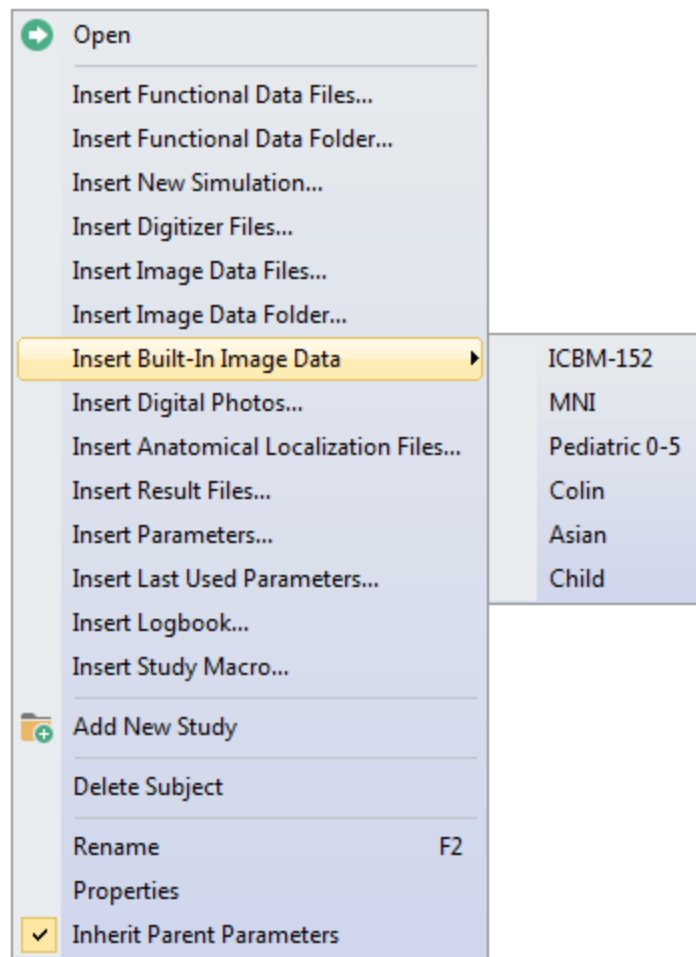 Open
Insert Functional Data Files...
Insert Functional Data Folder...
Insert New Simulation...
Insert Digitizer Files...
Insert Image Data Files...
Insert Image Data Folder...
Insert Built-In Image Data
ICBM-152
MNI
Pediatric 0-5
Colin
Asian
Child
Insert Digital Photos...
Insert Anatomical Localization Files...
Insert Result Files...
Insert Parameters...
Insert Last Used Parameters...
Insert Logbook...
Insert Study Macro...
Add New Study
Delete Subject
Rename F2
Properties
Inherit Parent Parameters